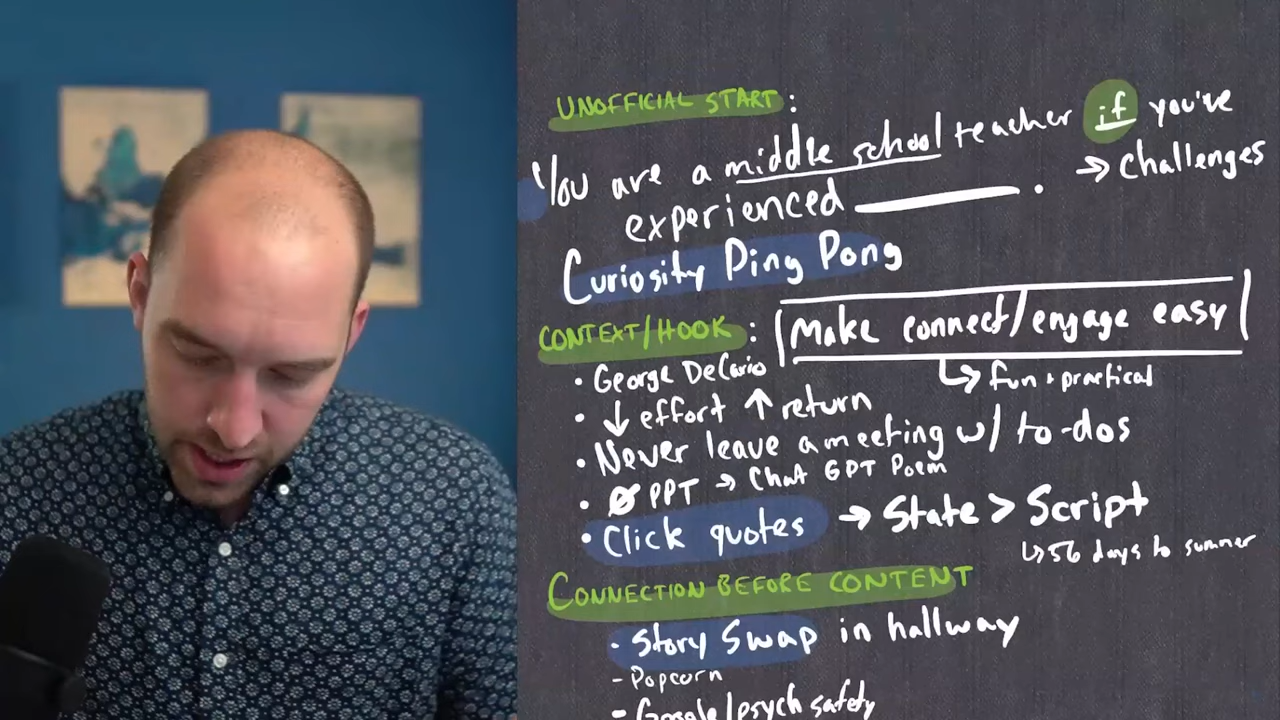 UNOFFICIAL START:
You are a middle school teacher if you've
experienced ______. → Challenges
Curiosity Ping Pong
CONTEXT/HOOK: Make connect/engage easy
↳ fun + practical
• George DeCario
• ↓ effort ↑ return
• Never leave a meeting w/ to-dos
• Ø PPT → Chat GPT Poem
• Click quotes → State > Script
↳ 56 days to summer
CONNECTION BEFORE CONTENT
• Story Swap in hallway
- Popcorn
- Google/psych safety